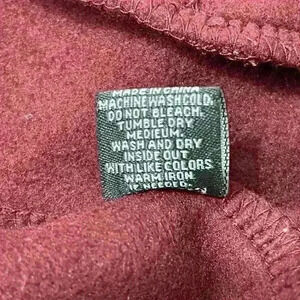 MADE IN CHINA
MACHINE WASH COLD.
DO NOT BLEACH.
TUMBLE DRY
MEDIUM.
WASH AND DRY
INSIDE OUT
WITH LIKE COLORS
WARM IRON
IF NEEDED.